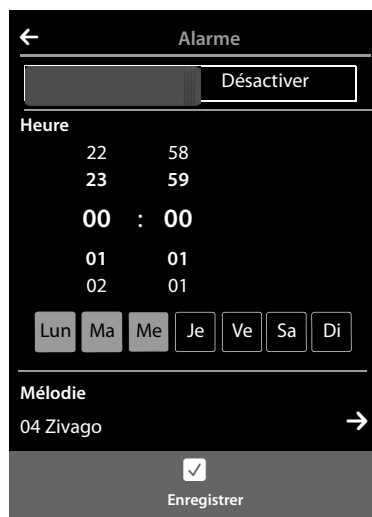 Alarme
Désactiver
Heure
22 58
23 59
00 : 00
01 01
02 01
Lun Ma Me Je Ve Sa Di
Mélodie
04 Zivago
Enregistrer